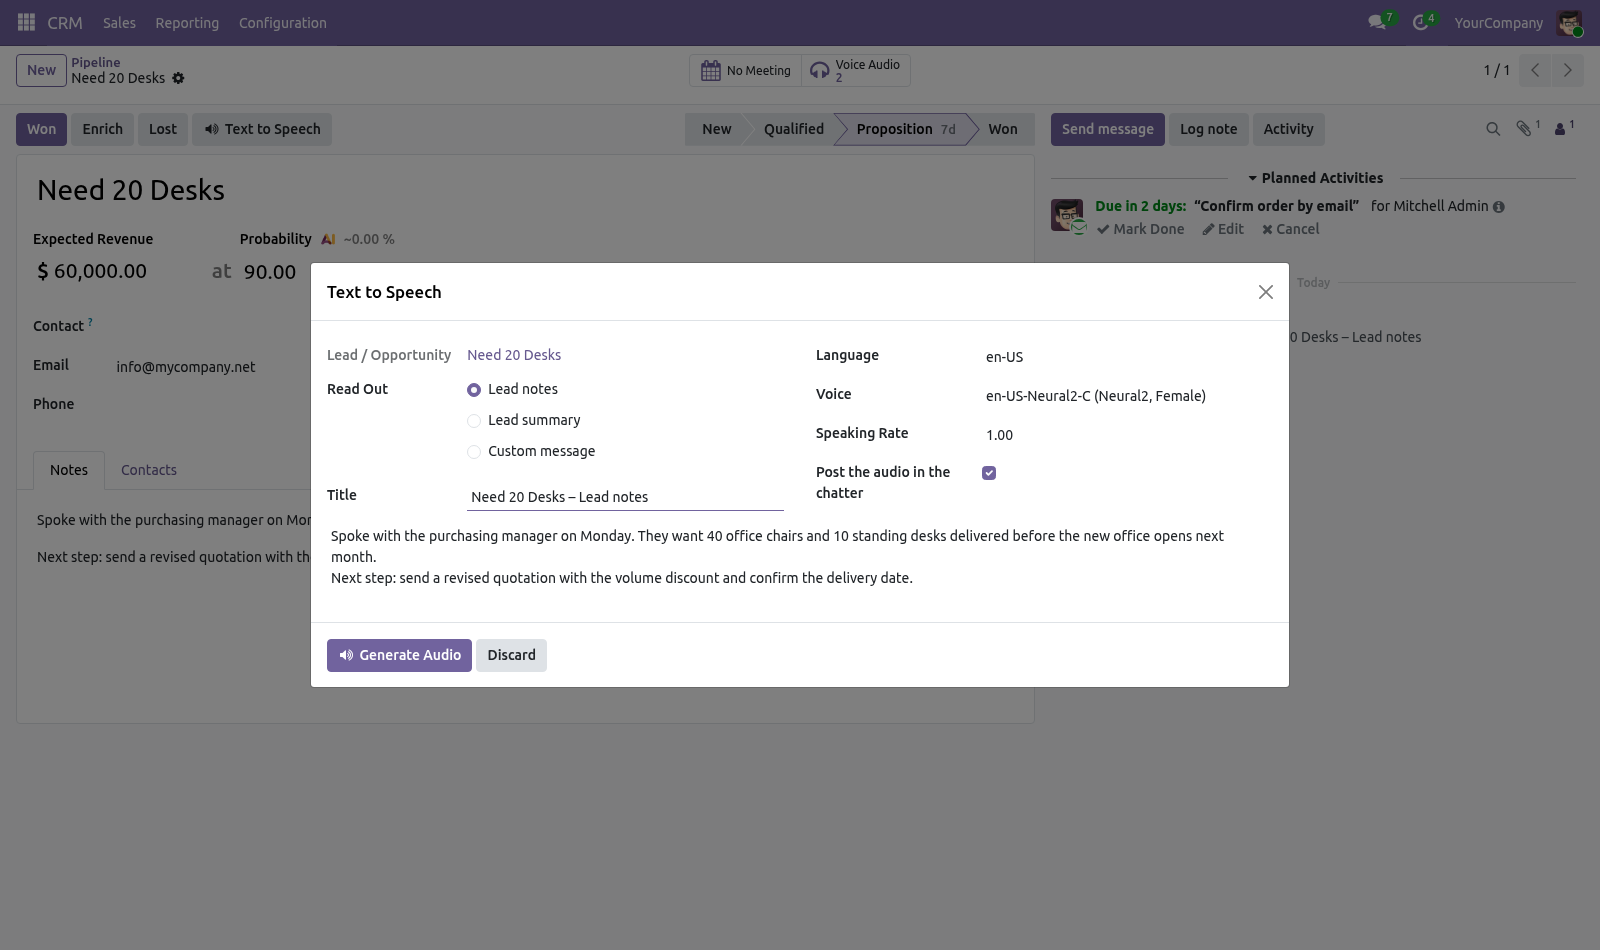 CRM Sales Reporting Configuration
7 4 YourCompany
New
Pipeline
Need 20 Desks
No Meeting
Voice Audio
2
1 / 1
Won Enrich Lost Text to Speech
New Qualified Proposition 7d Won
Send message Log note Activity
1 1
Need 20 Desks
Planned Activities
Due in 2 days: “Confirm order by email” for Mitchell Admin
Mark Done Edit Cancel
Expected Revenue
Probability ~0.00 %
$ 60,000.00 at 90.00
Today
Contact ?
0 Desks – Lead notes
Email info@mycompany.net
Phone
Notes Contacts
Spoke with the purchasing manager on Mon
Next step: send a revised quotation with th
Text to Speech
Lead / Opportunity Need 20 Desks
Read Out
Lead notes
Lead summary
Custom message
Title Need 20 Desks – Lead notes
Language en-US
Voice en-US-Neural2-C (Neural2, Female)
Speaking Rate 1.00
Post the audio in the
chatter
Spoke with the purchasing manager on Monday. They want 40 office chairs and 10 standing desks delivered before the new office opens next
month.
Next step: send a revised quotation with the volume discount and confirm the delivery date.
Generate Audio Discard